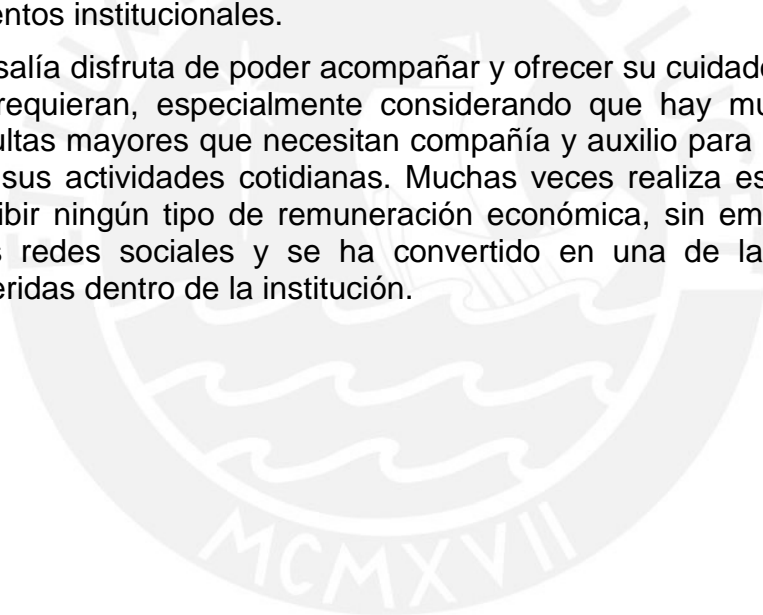 entos institucionales.
salía disfruta de poder acompañar y ofrecer su cuidado
requieran, especialmente considerando que hay mu
ultas mayores que necesitan compañía y auxilio para
sus actividades cotidianas. Muchas veces realiza es
ibir ningún tipo de remuneración económica, sin em
s redes sociales y se ha convertido en una de la
eridas dentro de la institución.
MCMXVII